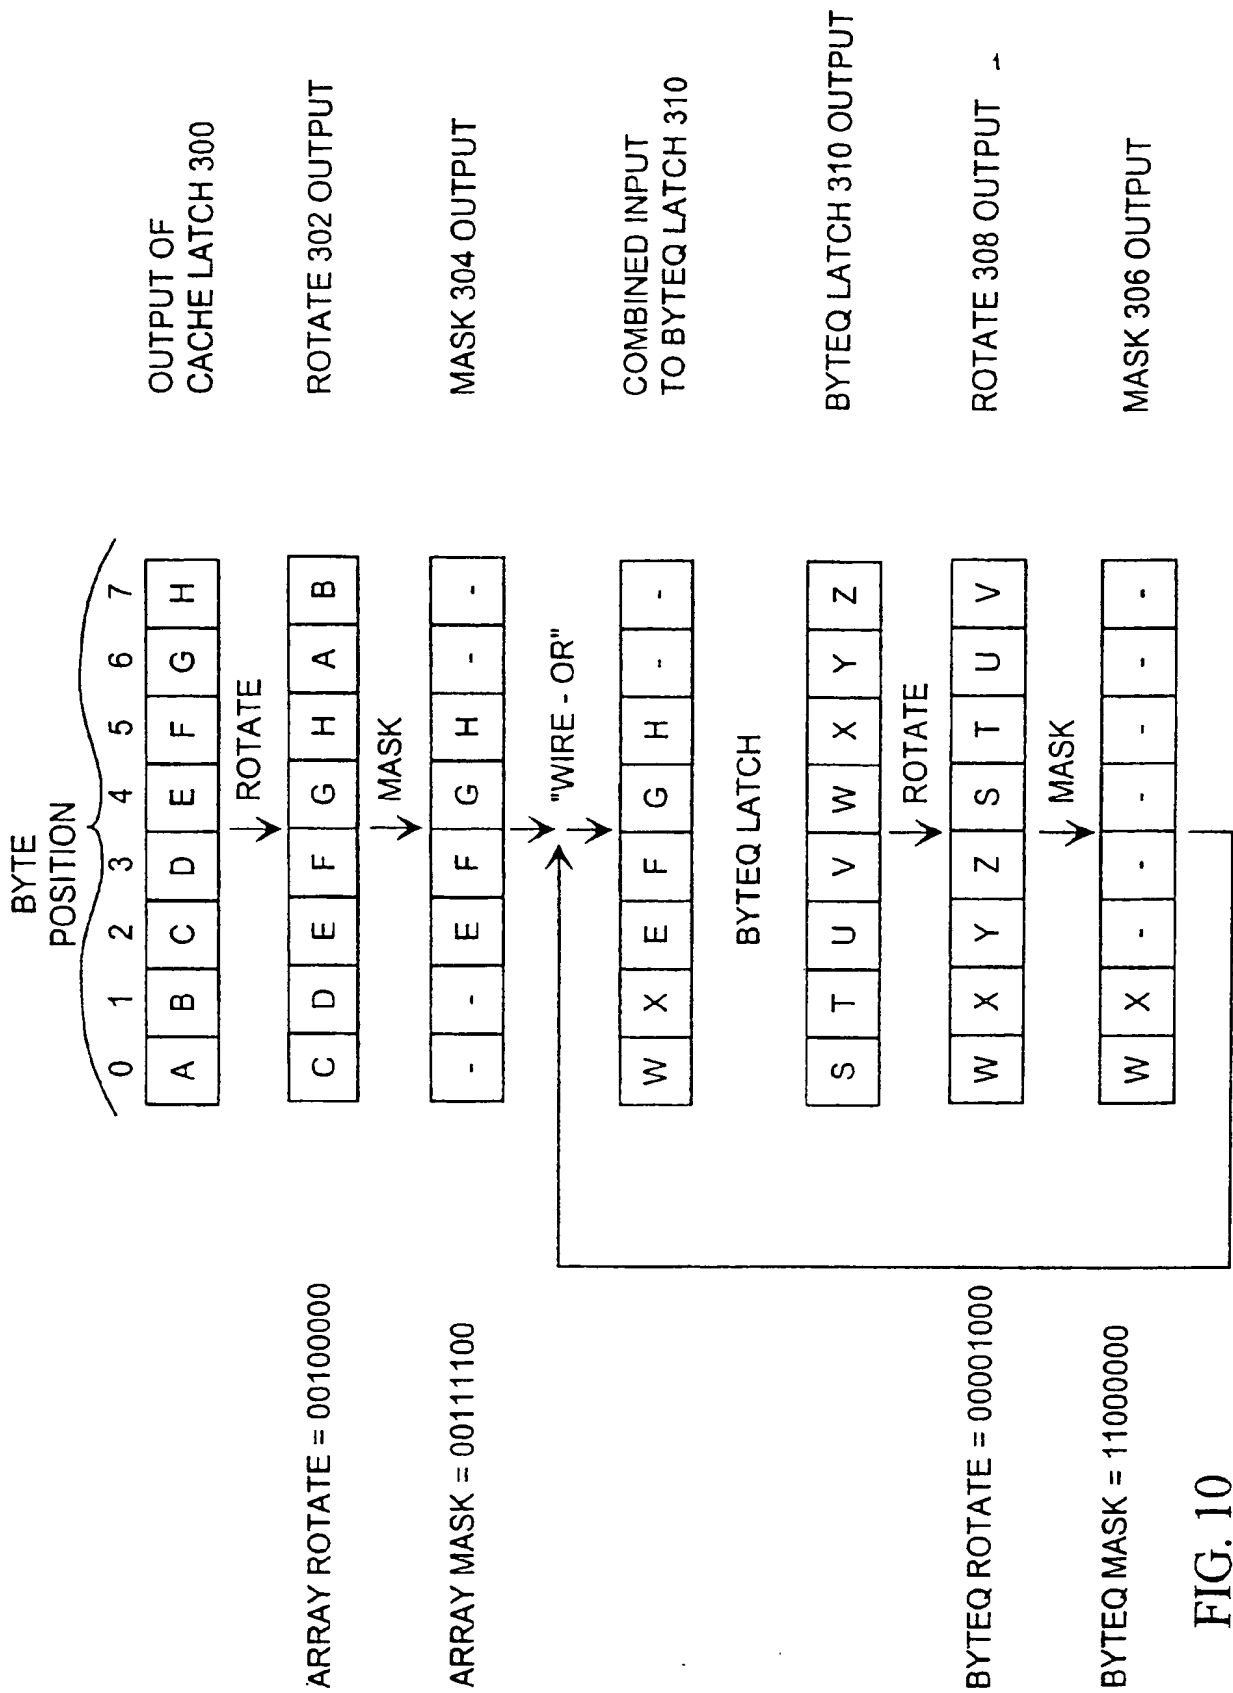 BYTE
POSITION
0 1 2 3 4 5 6 7
A B C D E F G H
OUTPUT OF
CACHE LATCH 300
ROTATE
ARRAY ROTATE = 00100000
C D E F G H A B
ROTATE 302 OUTPUT
MASK
ARRAY MASK = 00111100
- - E F G H - -
MASK 304 OUTPUT
"WIRE - OR"
W X E F G H - -
COMBINED INPUT
TO BYTEQ LATCH 310
BYTEQ LATCH
S T U V W X Y Z
BYTEQ LATCH 310 OUTPUT
ROTATE
BYTEQ ROTATE = 00001000
W X Y Z S T U V
ROTATE 308 OUTPUT
MASK
BYTEQ MASK = 11000000
W X - - - - - -
MASK 306 OUTPUT
FIG. 10